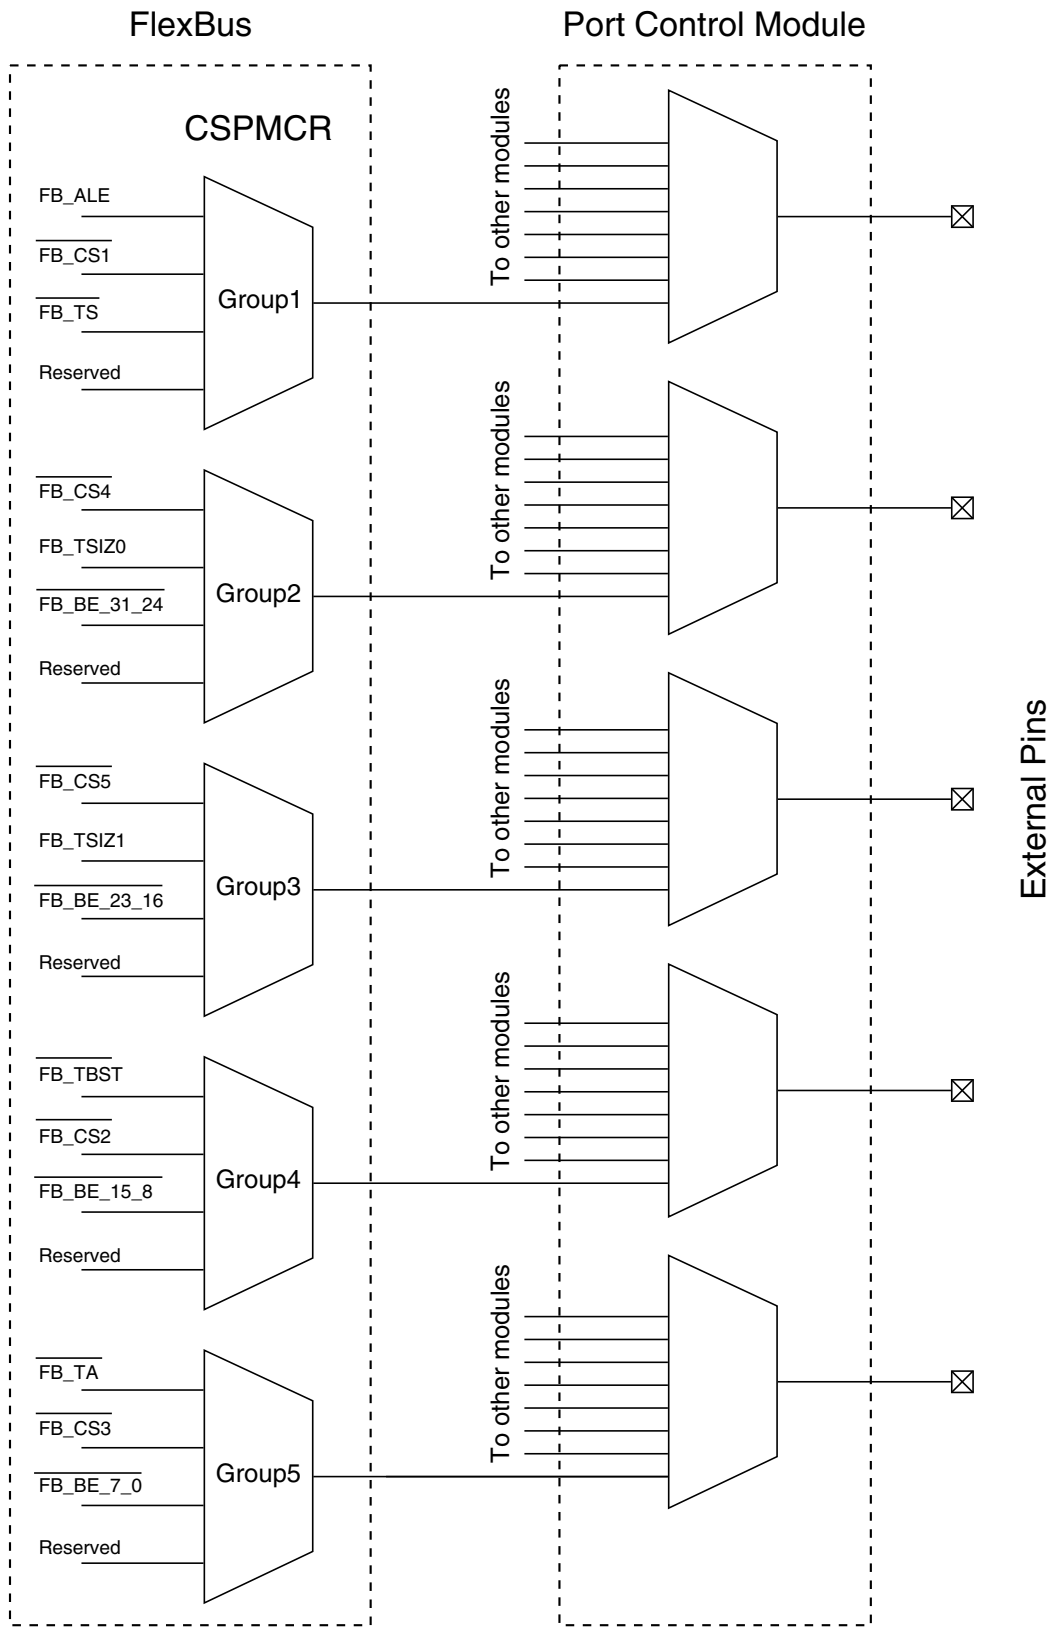 FlexBus
Port Control Module
CSPMCR
FB_ALE
FB_CS1
FB_TS
Reserved
Group1
To other modules
FB_CS4
FB_TSIZ0
FB_BE_31_24
Reserved
Group2
To other modules
FB_CS5
FB_TSIZ1
FB_BE_23_16
Reserved
Group3
To other modules
FB_TBST
FB_CS2
FB_BE_15_8
Reserved
Group4
To other modules
FB_TA
FB_CS3
FB_BE_7_0
Reserved
Group5
To other modules
External Pins